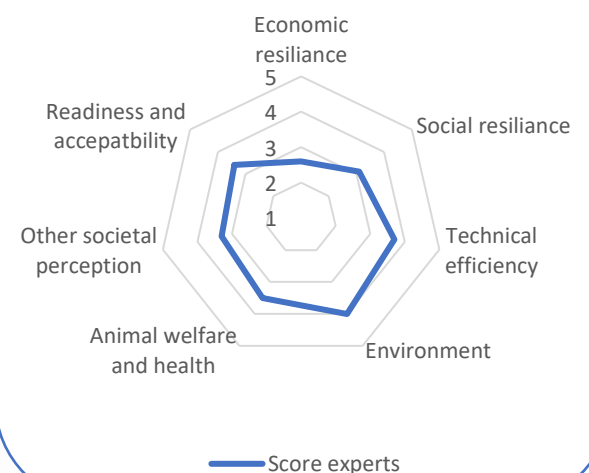 Economic
resiliance
5
4
3
2
1
Social resiliance
Readiness and
accepatbility
Technical
efficiency
Other societal
perception
Environment
Animal welfare
and health
Score experts